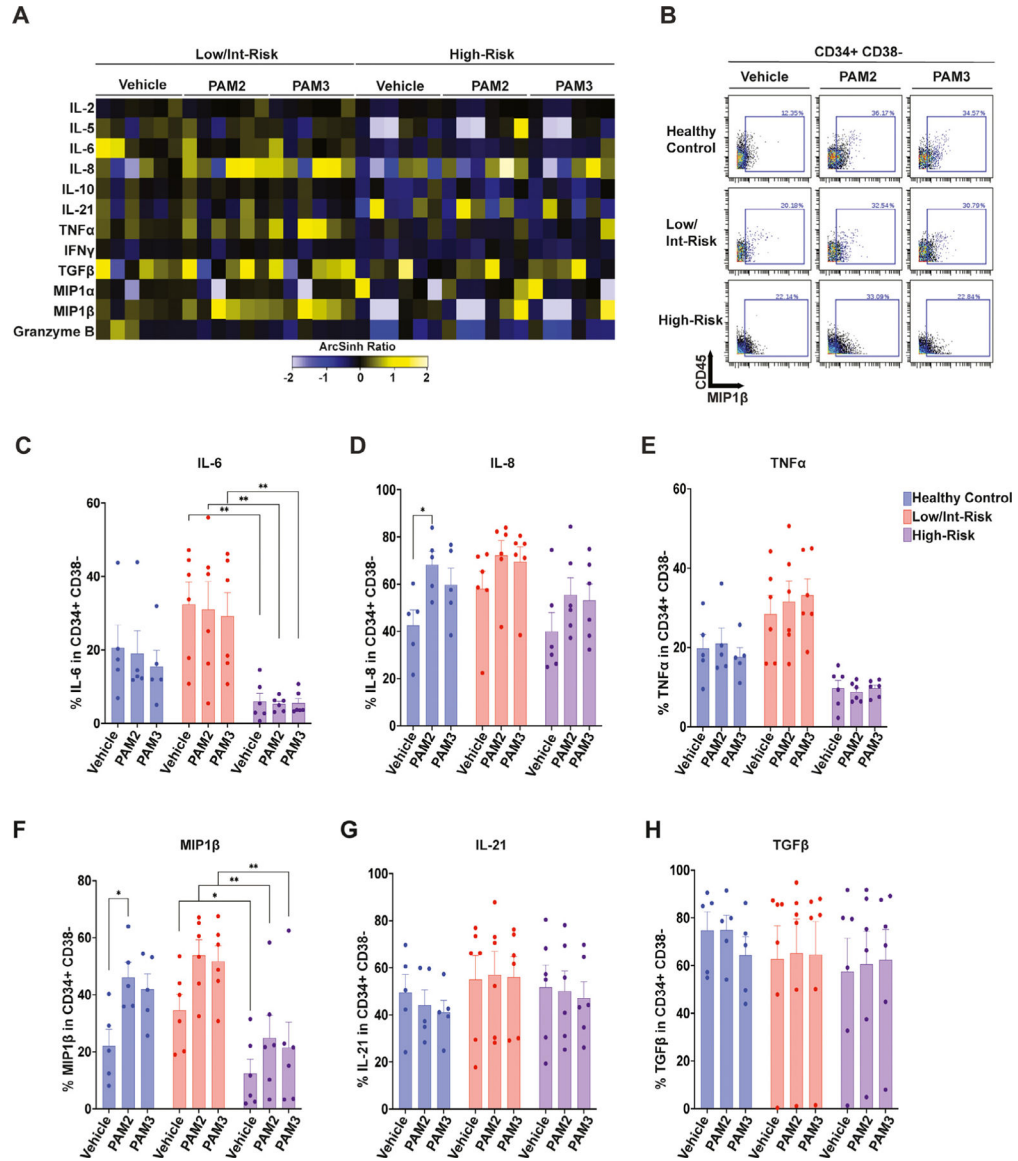 A
Low/Int-Risk High-Risk
Vehicle PAM2 PAM3 Vehicle PAM2 PAM3
IL-2
IL-5
IL-6
IL-8
IL-10
IL-21
TNFα
IFNγ
TGFβ
MIP1α
MIP1β
Granzyme B
ArcSinh Ratio
-2 -1 0 1 2
B
CD34+ CD38-
Vehicle PAM2 PAM3
Healthy
Control
12.35% 36.17% 34.57%
Low/
Int-Risk
20.18% 32.54% 30.79%
High-Risk
22.14% 33.09% 22.84%
CD45
MIP1β
C
IL-6
% IL-6 in CD34+ CD38-
60
40
20
0
** ** **
Vehicle PAM2 PAM3 Vehicle PAM2 PAM3 Vehicle PAM2 PAM3
D
IL-8
% IL-8 in CD34+ CD38-
100
80
60
40
20
0
*
Vehicle PAM2 PAM3 Vehicle PAM2 PAM3 Vehicle PAM2 PAM3
E
TNFα
% TNFα in CD34+ CD38-
60
40
20
0
Vehicle PAM2 PAM3 Vehicle PAM2 PAM3 Vehicle PAM2 PAM3
Healthy Control
Low/Int-Risk
High-Risk
F
MIP1β
% MIP1β in CD34+ CD38-
80
60
40
20
0
* * ** **
Vehicle PAM2 PAM3 Vehicle PAM2 PAM3 Vehicle PAM2 PAM3
G
IL-21
% IL-21 in CD34+ CD38-
100
80
60
40
20
0
Vehicle PAM2 PAM3 Vehicle PAM2 PAM3 Vehicle PAM2 PAM3
H
TGFβ
% TGFβ in CD34+ CD38-
100
80
60
40
20
0
Vehicle PAM2 PAM3 Vehicle PAM2 PAM3 Vehicle PAM2 PAM3